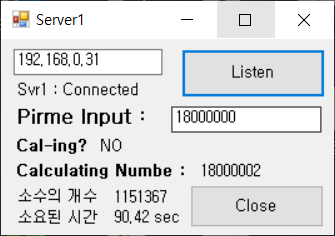 Server1
192,168,0,31
Listen
Svr1 : Connected
Pirme Input :
18000000
Cal-ing? NO
Calculating Numbe : 18000002
소수의 개수 1151367
소요된 시간 90,42 sec
Close